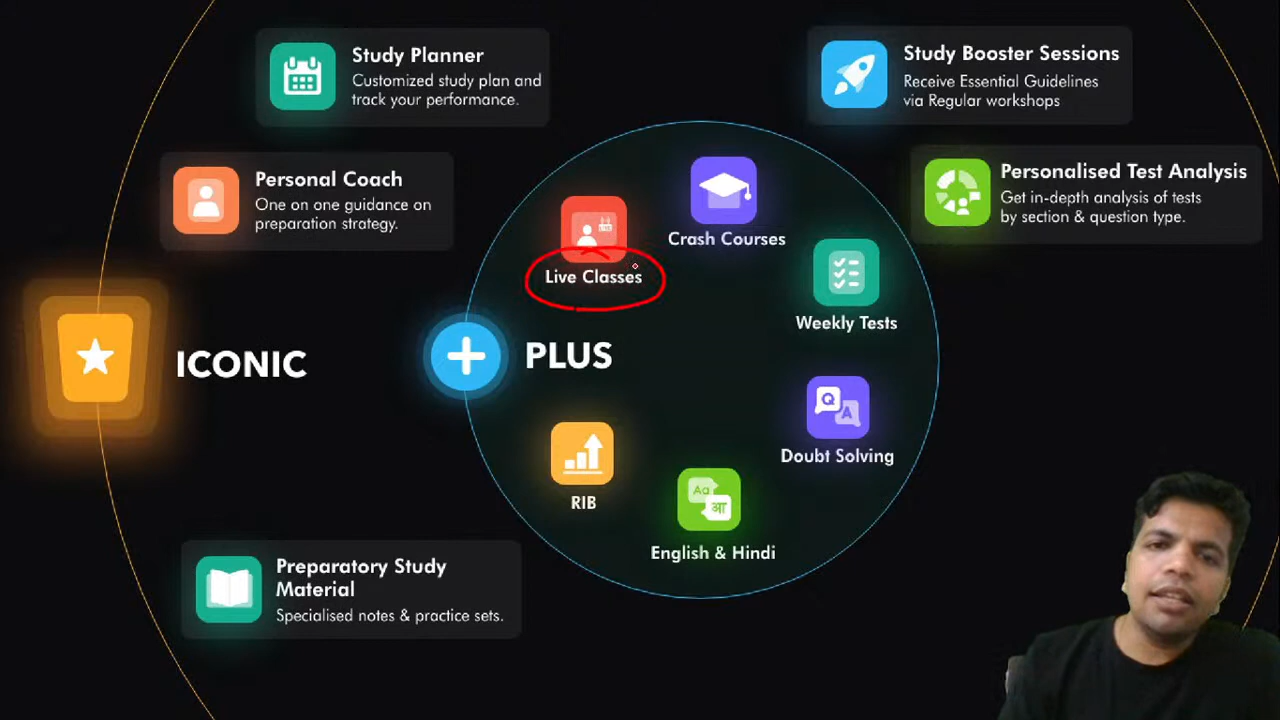 Study Planner
Customized study plan and
track your performance.
Study Booster Sessions
Receive Essential Guidelines
via Regular workshops
Personal Coach
One on one guidance on
preparation strategy.
Personalised Test Analysis
Get in-depth analysis of tests
by section & question type.
Crash Courses
Live Classes
Weekly Tests
ICONIC
PLUS
Q
A
Doubt Solving
RIB
Aa
आ
English & Hindi
Preparatory Study
Material
Specialised notes & practice sets.